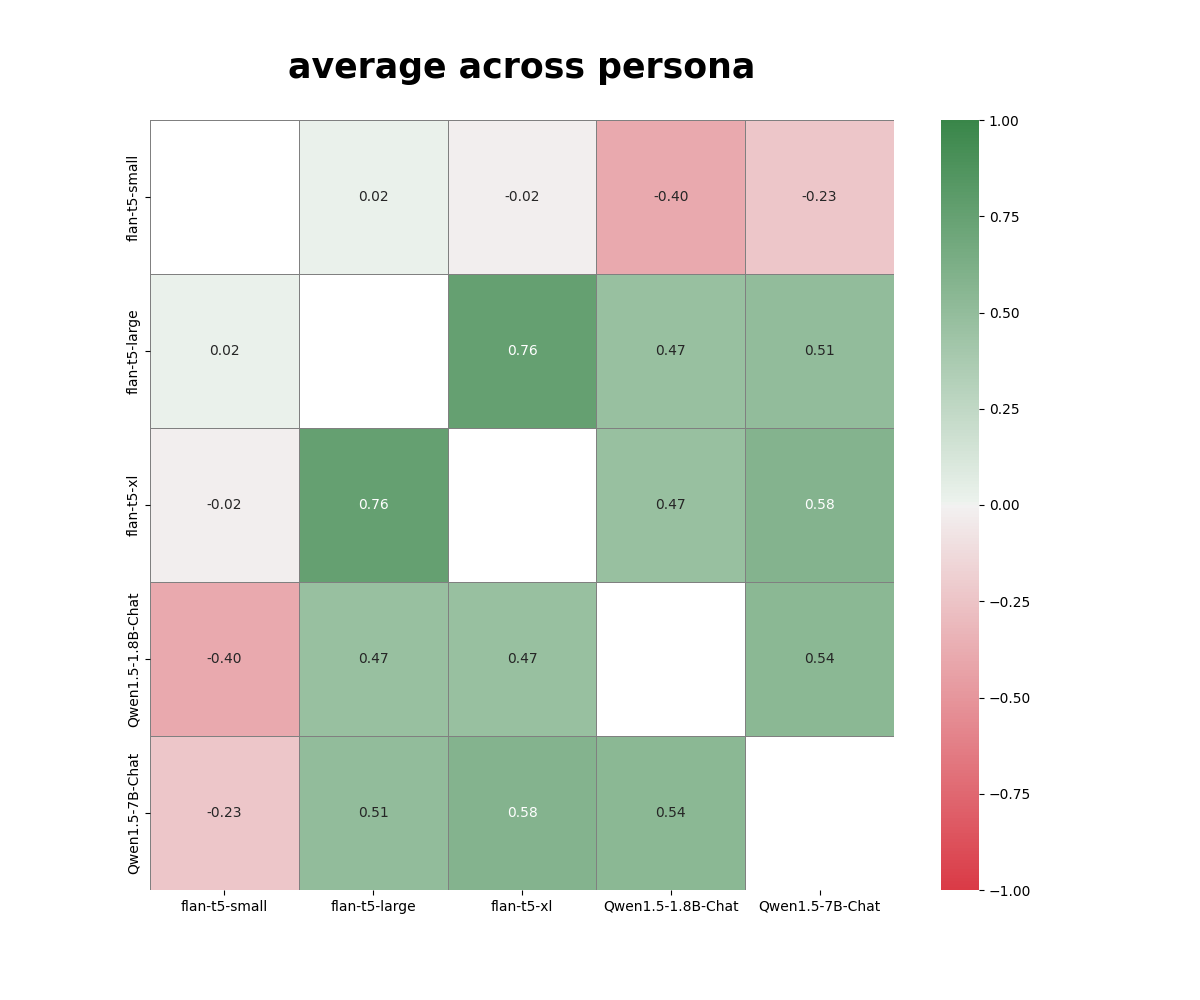 average across persona
flan-t5-small
0.02 -0.02 -0.40 -0.23
flan-t5-large
0.02 0.76 0.47 0.51
flan-t5-xl
-0.02 0.76 0.47 0.58
Qwen1.5-1.8B-Chat
-0.40 0.47 0.47 0.54
Qwen1.5-7B-Chat
-0.23 0.51 0.58 0.54
flan-t5-small flan-t5-large flan-t5-xl Qwen1.5-1.8B-Chat Qwen1.5-7B-Chat
1.00
0.75
0.50
0.25
0.00
−0.25
−0.50
−0.75
−1.00